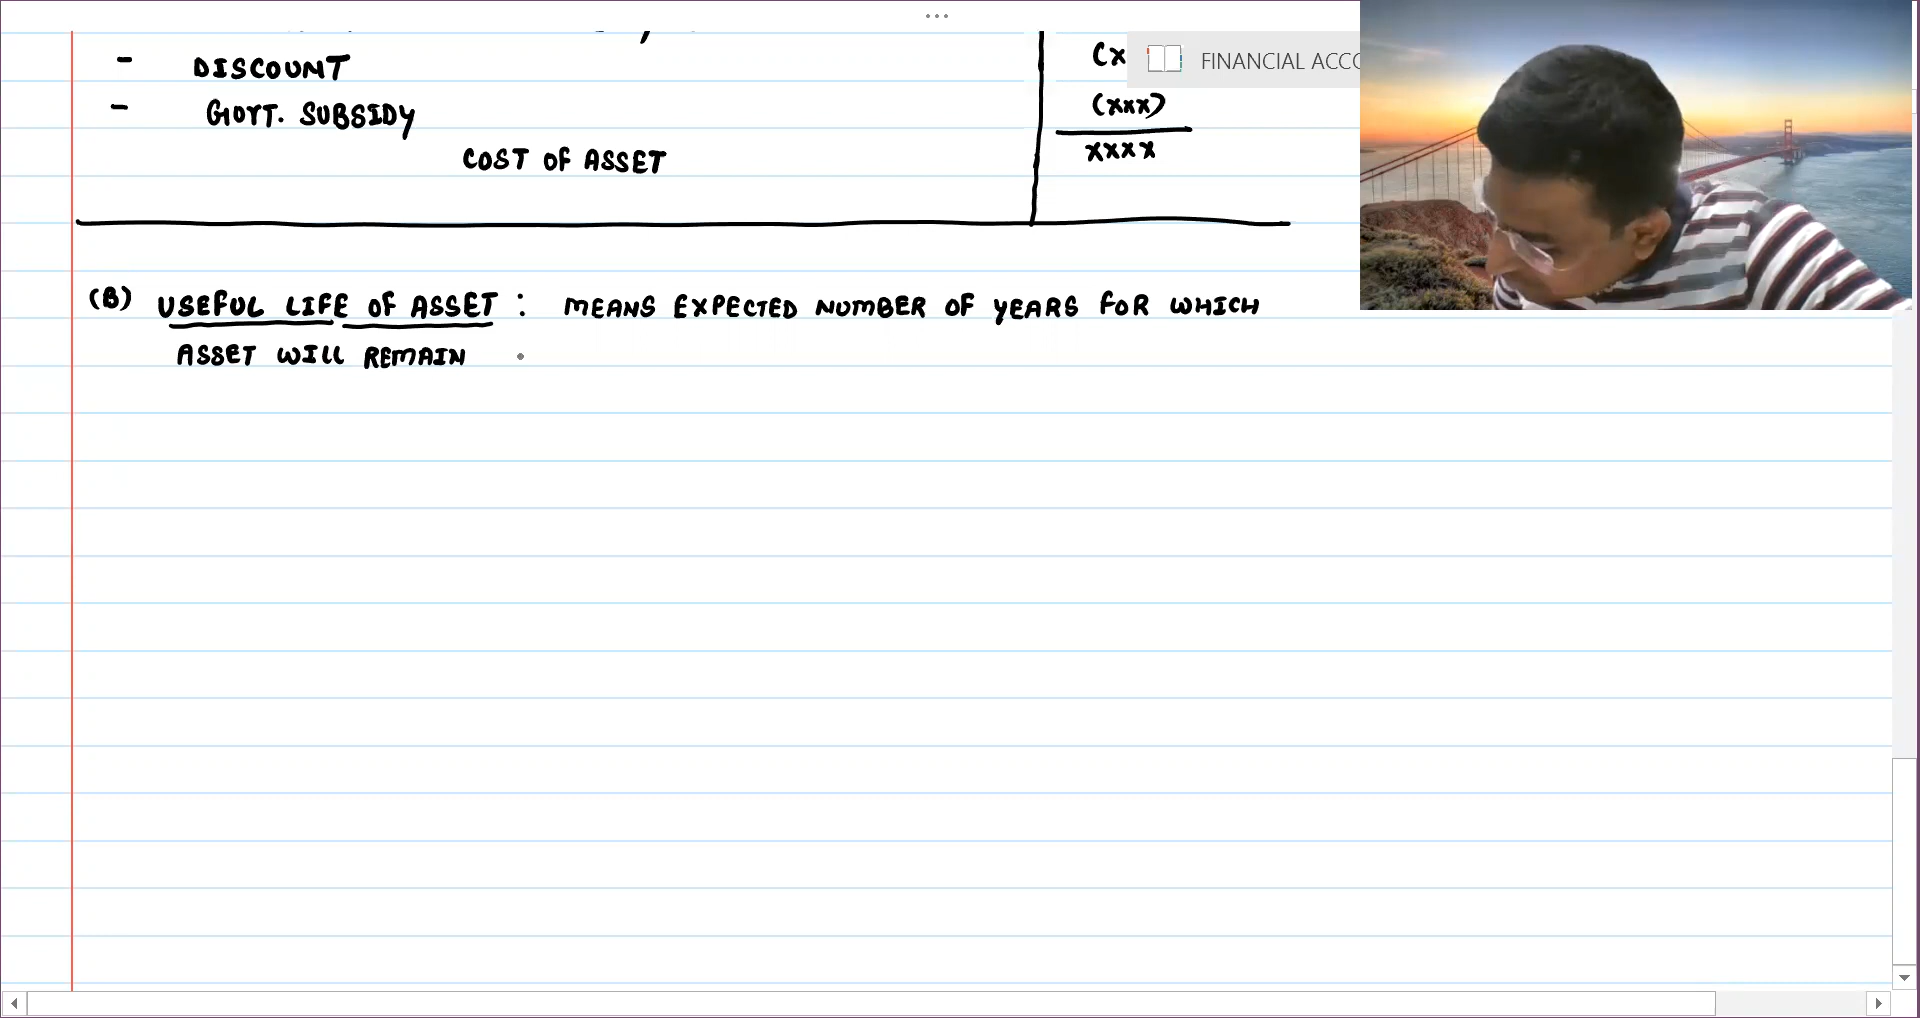 - DISCOUNT (x
FINANCIAL ACCO
- GOVT. SUBSIDY (xxx)
COST OF ASSET xxxx
(B) USEFUL LIFE OF ASSET : MEANS EXPECTED NUMBER OF YEARS FOR WHICH
ASSET WILL REMAIN